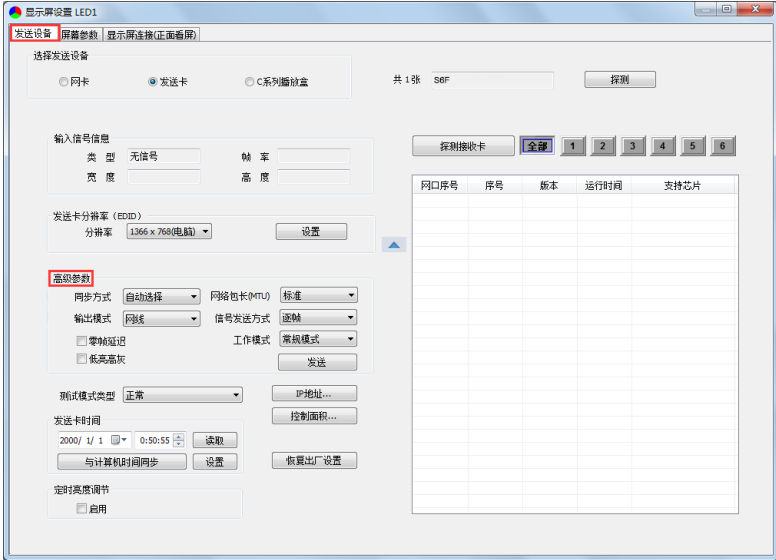 显示屏设置 LED1
发送设备 屏幕参数 显示屏连接(正面看屏)
选择发送设备
网卡 发送卡 C系列播放盒
共 1张 S6F 探测
输入信号信息
类 型 无信号 帧 率
宽 度 高 度
探测接收卡 全部 1 2 3 4 5 6
网口序号 序号 版本 运行时间 支持芯片
发送卡分辨率(EDID)
分辨率 1366 x 768(电脑) 设置
高级参数
同步方式 自动选择 网络包长(MTU) 标准
输出模式 网线 信号发送方式 逐帧
零帧延迟 工作模式 常规模式
低亮高灰 发送
测试模式类型 正常 IP地址...
控制面积...
发送卡时间
2000/ 1/ 1 0:50:55 读取
与计算机时间同步 设置 恢复出厂设置
定时亮度调节
启用